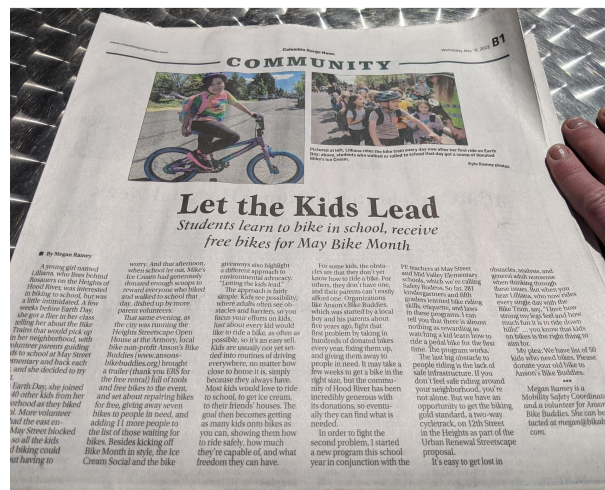 Columbia Gorge News
Wednesday, May 18, 2022
B1
COMMUNITY
Pictured at left, Lilliana rides the bike train every day now after her first ride on Earth
Day; above, students who walked or rolled to school that day got a scoop of donated
Mike's Ice Cream.
Kyle Ramey photos
Let the Kids Lead
Students learn to bike in school, receive
free bikes for May Bike Month
■ By Megan Ramey
A young girl named
Lilliana, who lives behind
Rosauers on the Heights of
Hood River, was interested
in biking to school, but was
a little intimidated. A few
weeks before Earth Day,
she got a flier in her class
telling her about the Bike
Trains that would pick up
in her neighborhood, with
volunteer parents guiding
to school at May Street
mentary and back each
and she decided to try
Earth Day, she joined
40 other kids from her
orhood as they biked
l. More volunteer
had the east en-
May Street blocked
so all the kids
d biking could
ut having to
worry. And that afternoon,
when school let out, Mike's
Ice Cream had generously
donated enough scoops to
reward everyone who biked
and walked to school that
day, dished up by more
parent volunteers.
That same evening, as
the city was running the
Heights Streetscape Open
House at the Armory, local
bike non-profit Anson's Bike
Buddies (www.ansons-
bikebuddies.org) brought
a trailer (thank you ERS for
the free rental) full of tools
and free bikes to the event,
and set about repairing bikes
for free, giving away seven
bikes to people in need, and
adding 11 more people to
the list of those waiting for
bikes. Besides kicking off
Bike Month in style, the Ice
Cream Social and the bike
giveaways also highlight
a different approach to
environmental advocacy:
"Letting the kids lead."
The approach is fairly
simple. Kids see possibility,
where adults often see ob-
stacles and barriers, so you
focus your efforts on kids.
Just about every kid would
like to ride a bike, as often as
possible, so it's an easy sell.
Kids are usually not yet set-
tled into routines of driving
everywhere, no matter how
close to home it is, simply
because they always have.
Most kids would love to ride
to school, to get ice cream,
to their friends' houses. The
goal then becomes getting
as many kids onto bikes as
you can, showing them how
to ride safely, how much
they're capable of, and what
freedom they can have.
For some kids, the obsta-
cles are that they don't yet
know how to ride a bike. For
others, they don't have one,
and their parents can't easily
afford one. Organizations
like Anson's Bike Buddies,
which was started by a local
boy and his parents about
five years ago, fight that
first problem by taking in
hundreds of donated bikes
every year, fixing them up,
and giving them away to
people in need. It may take a
few weeks to get a bike in the
right size, but the commu-
nity of Hood River has been
incredibly generous with
its donations, so eventu-
ally they can find what is
needed.
In order to fight the
second problem, I started
a new program this school
year in conjunction with the
PE teachers at May Street
and Mid Valley Elementary
schools, which we're calling
Safety Rodeos. So far, 281
kindergartners and fifth
graders learned bike riding
skills, etiquette, and laws
in these programs. I can
tell you that there is almost
nothing as rewarding as
watching a kid learn how to
ride a pedal bike for the first
time. The program works.
The last big obstacle to
people riding is the lack of
safe infrastructure. If you
don't feel safe riding around
your neighborhood, you're
not alone. But we have an
opportunity to get the biking
gold standard, a two-way
cycletrack, on 12th Street
in the Heights as part of the
Urban Renewal Streetscape
proposal.
It's easy to get lost in
obstacles, analysis, and
general adult nonsense
when thinking through
these issues. But when you
hear Lilliana, who now rides
every single day with the
Bike Train, say, "I love how
strong my legs feel and how
much fun it is to ride down
hills!" … you know that kids
on bikes is the right thing to
aim for.
My plea: We have list of 50
kids who need bikes. Please
donate your old bike to
Anson's Bike Buddies.
•••
Megan Ramey is a
Mobility Safety Coordinato
and a volunteer for Anson
Bike Buddies. She can be
tacted at megan@bikab
com.